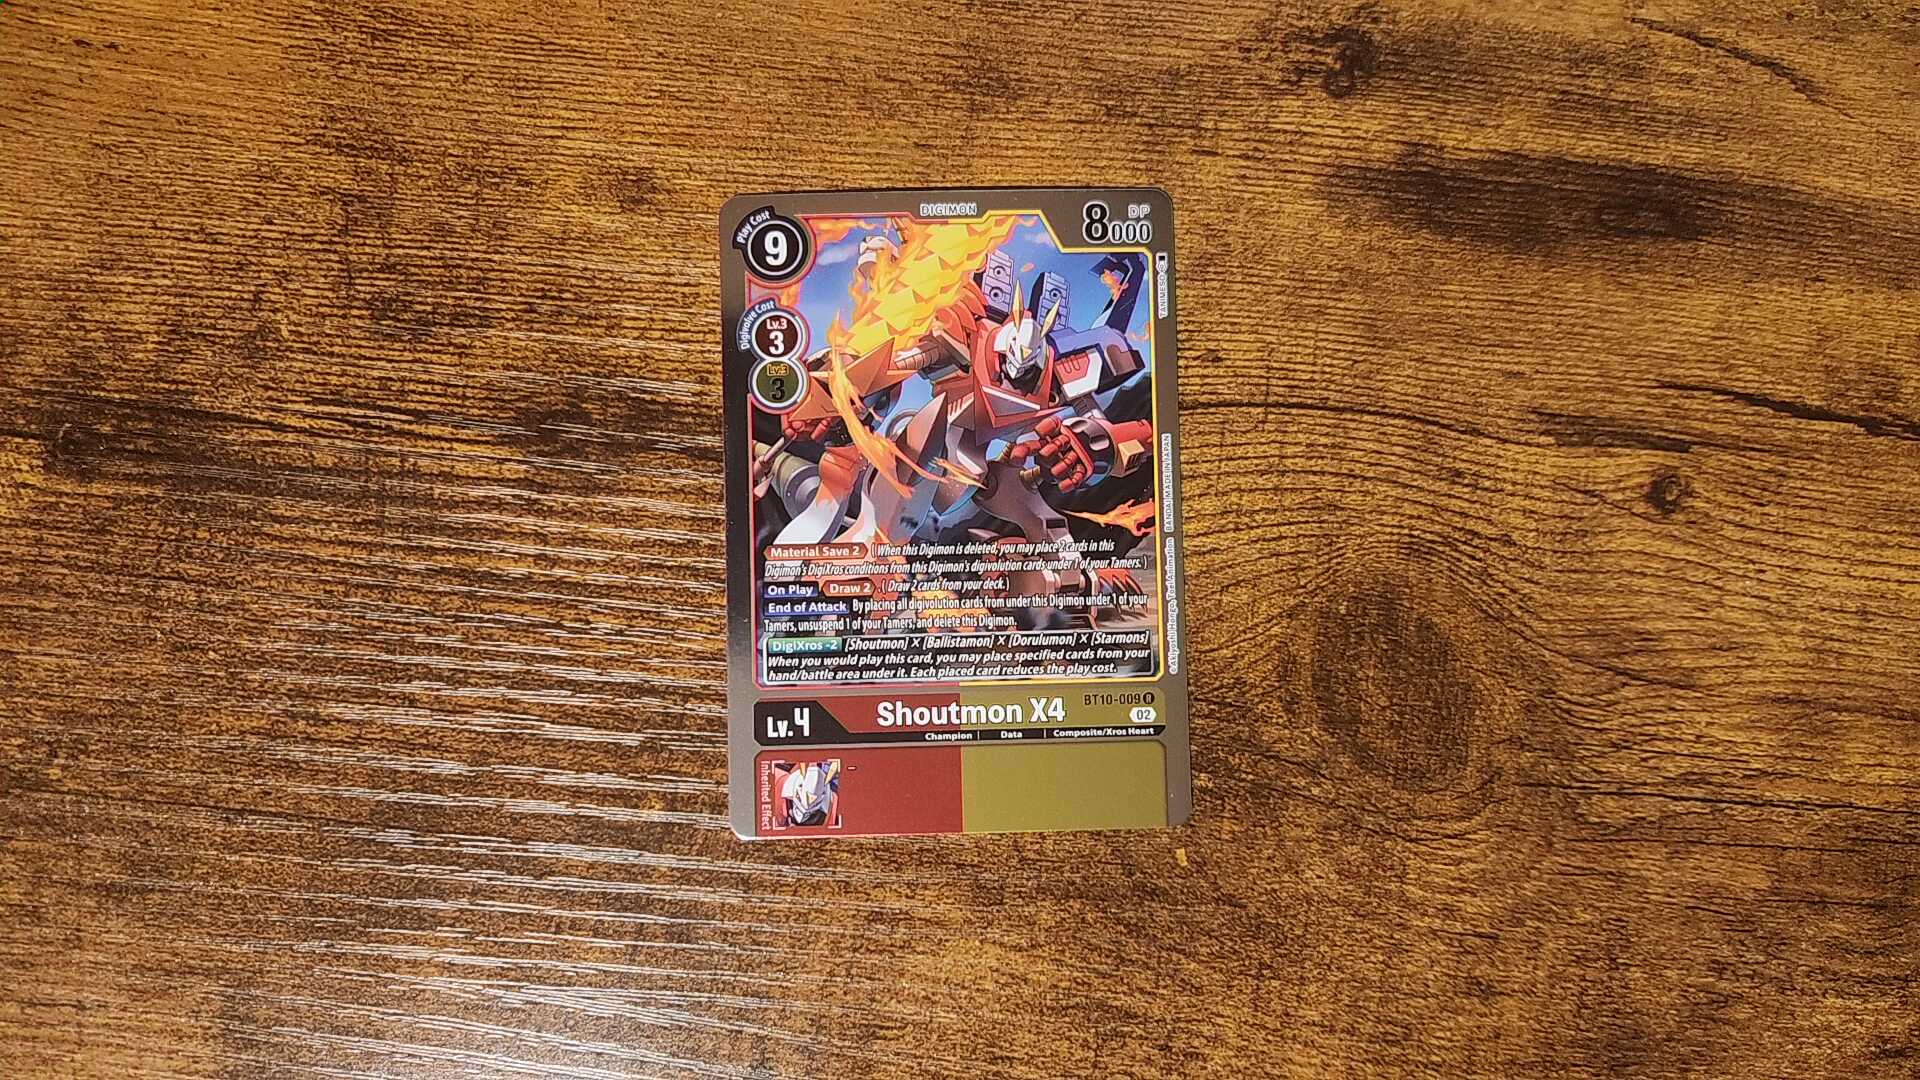 DIGIMON
Play Cost
9
DP
8000
Digivolve Cost
Lv.3
3
Lv.3
3
BANDAI MADE IN JAPAN
©Akiyoshi Hongo, Toei Animation
Material Save 2 (When this Digimon is deleted, you may place 2 cards in this
Digimon's DigiXros conditions from this Digimon's digivolution cards under 1 of your Tamers.)
On Play Draw 2. (Draw 2 cards from your deck.)
End of Attack By placing all digivolution cards from under this Digimon under 1 of your
Tamers, unsuspend 1 of your Tamers, and delete this Digimon.
DigiXros -2 [Shoutmon] × [Ballistamon] × [Dorulumon] × [Starmons]
When you would play this card, you may place specified cards from your
hand/battle area under it. Each placed card reduces the play cost.
Lv.4
Shoutmon X4
BT10-009 R
02
Champion | Data | Composite/Xros Heart
Inherited Effect
-